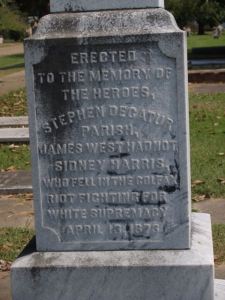 ERECTED
TO THE MEMORY OF
THE HEROES,
STEPHEN DECATUR
PARISH,
JAMES WEST HADNOT,
SIDNEY HARRIS
WHO FELL IN THE COLFAX
RIOT FIGHTING FOR
WHITE SUPREMACY
APRIL 13, 1873